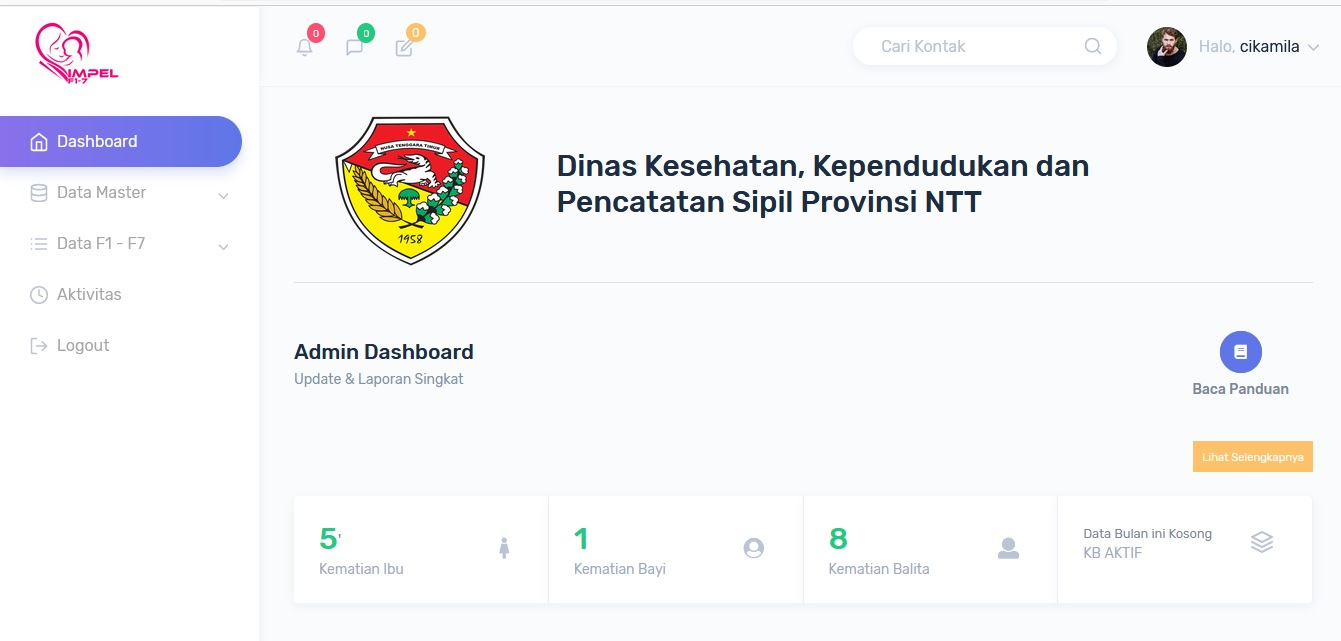 IMPEL
F1-7
0
0
0
Cari Kontak
Halo, cikamila
Dashboard
Data Master
Data F1 - F7
Aktivitas
Logout
NUSA TENGGARA TIMUR
1958
Dinas Kesehatan, Kependudukan dan
Pencatatan Sipil Provinsi NTT
Admin Dashboard
Update & Laporan Singkat
Baca Panduan
Lihat Selengkapnya
5'
Kematian Ibu
1
Kematian Bayi
8
Kematian Balita
Data Bulan ini Kosong
KB AKTIF